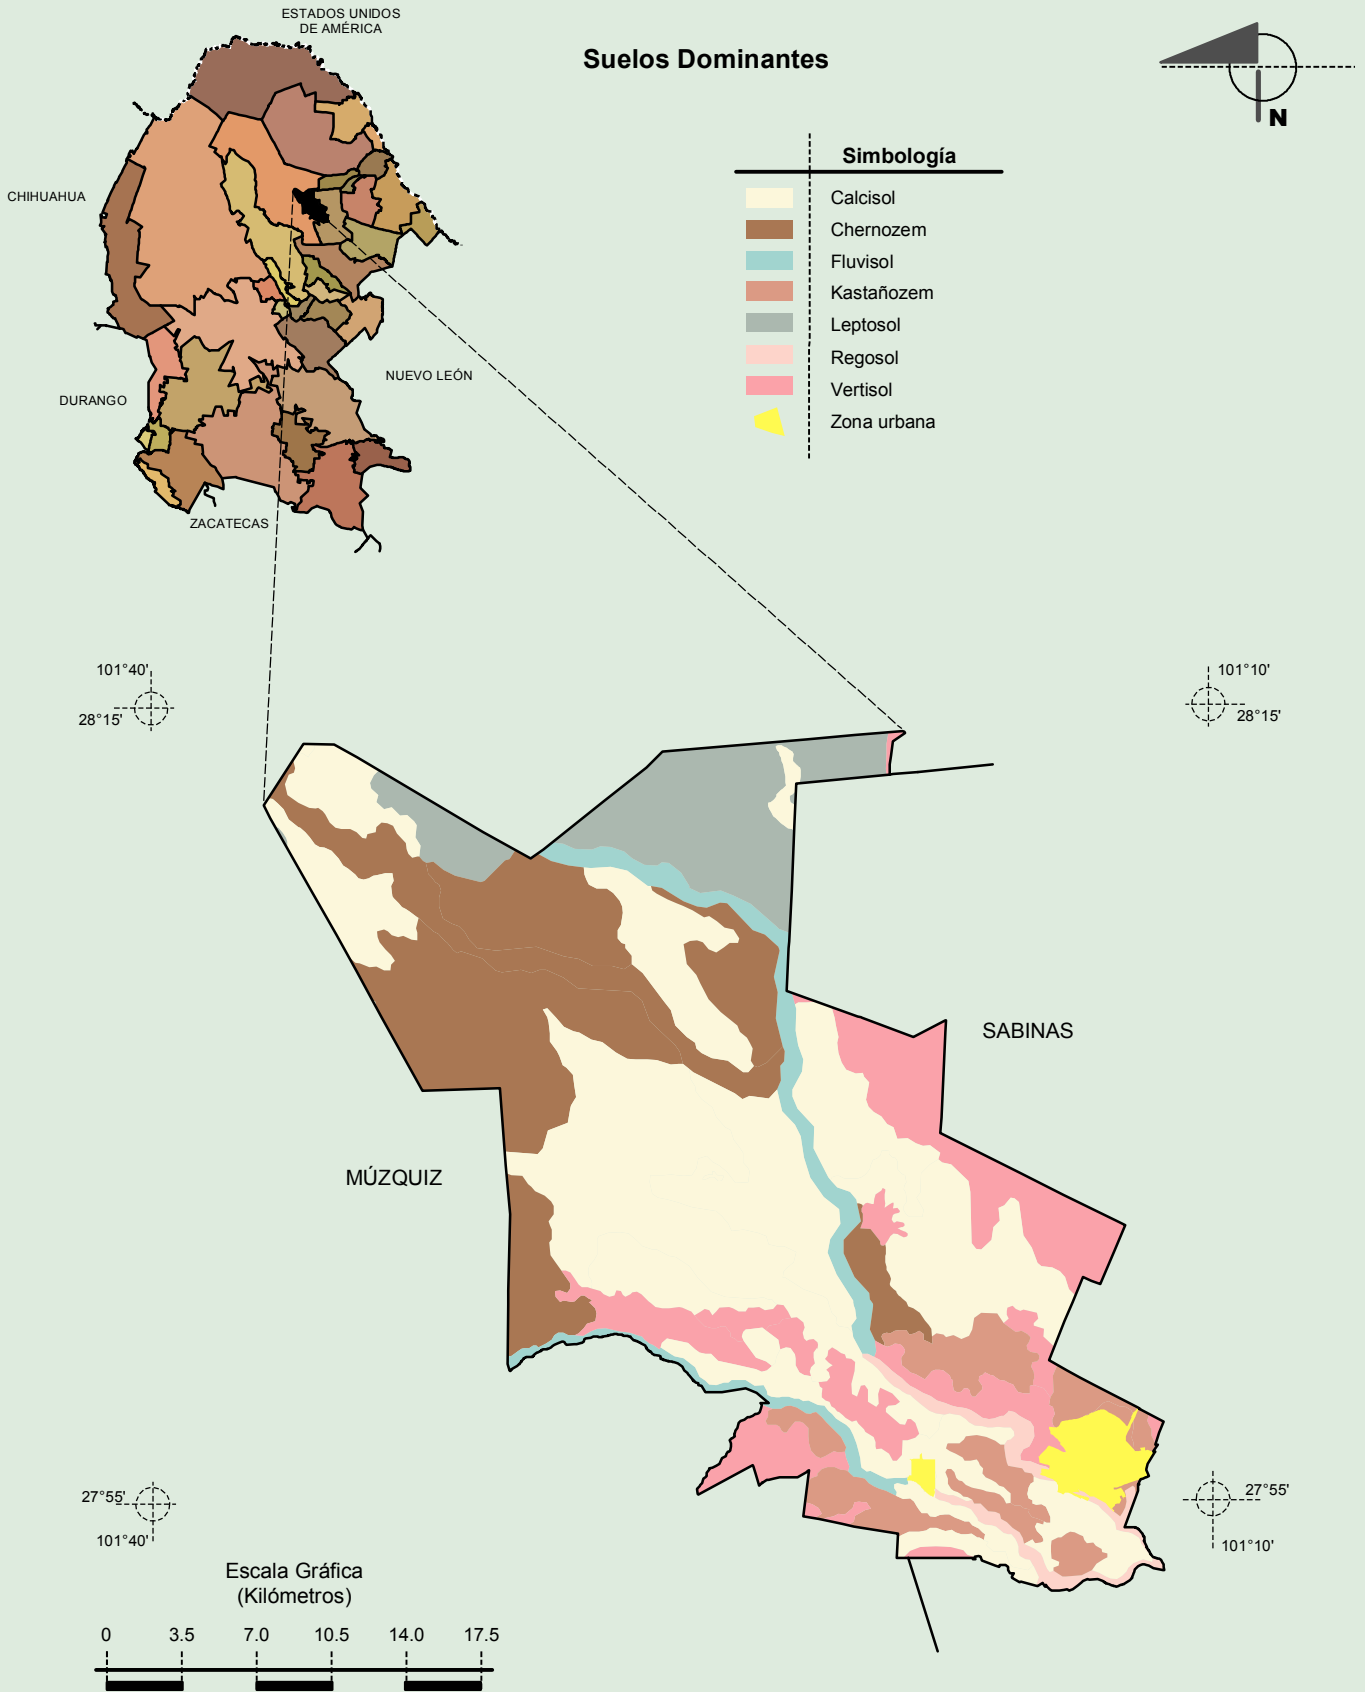 ESTADOS UNIDOS
DE AMÉRICA
Suelos Dominantes
N
Simbología
Calcisol
Chernozem
Fluvisol
Kastañozem
Leptosol
Regosol
Vertisol
Zona urbana
CHIHUAHUA
NUEVO LEÓN
DURANGO
ZACATECAS
101°40'
28°15'
101°10'
28°15'
SABINAS
MÚZQUIZ
27°55'
101°40'
27°55'
101°10'
Escala Gráfica
(Kilómetros)
0 3.5 7.0 10.5 14.0 17.5